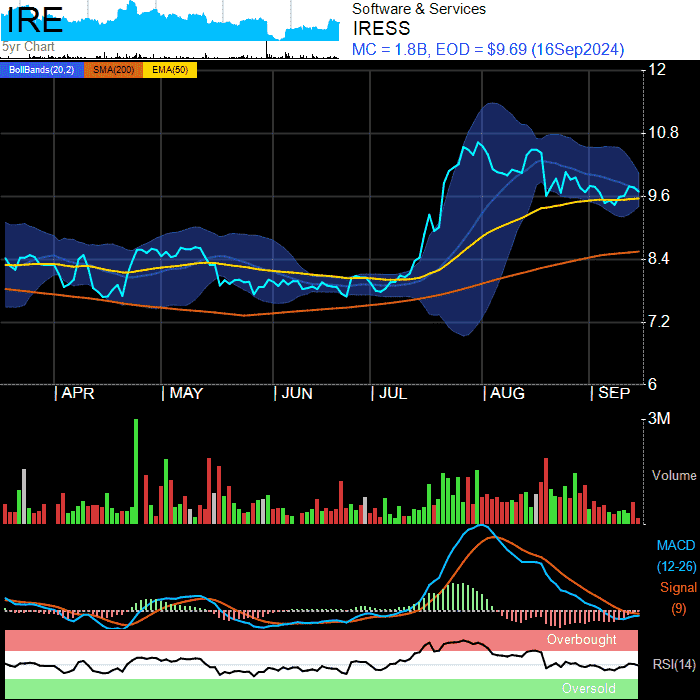 IRE
5yr Chart
Software & Services
IRESS
MC = 1.8B, EOD = $9.69 (16Sep2024)
BollBands(20,2) SMA(200) EMA(50)
12
10.8
9.6
8.4
7.2
6
APR MAY JUN JUL AUG SEP
3M
Volume
MACD
(12-26)
Signal
(9)
Overbought
RSI(14)
Oversold